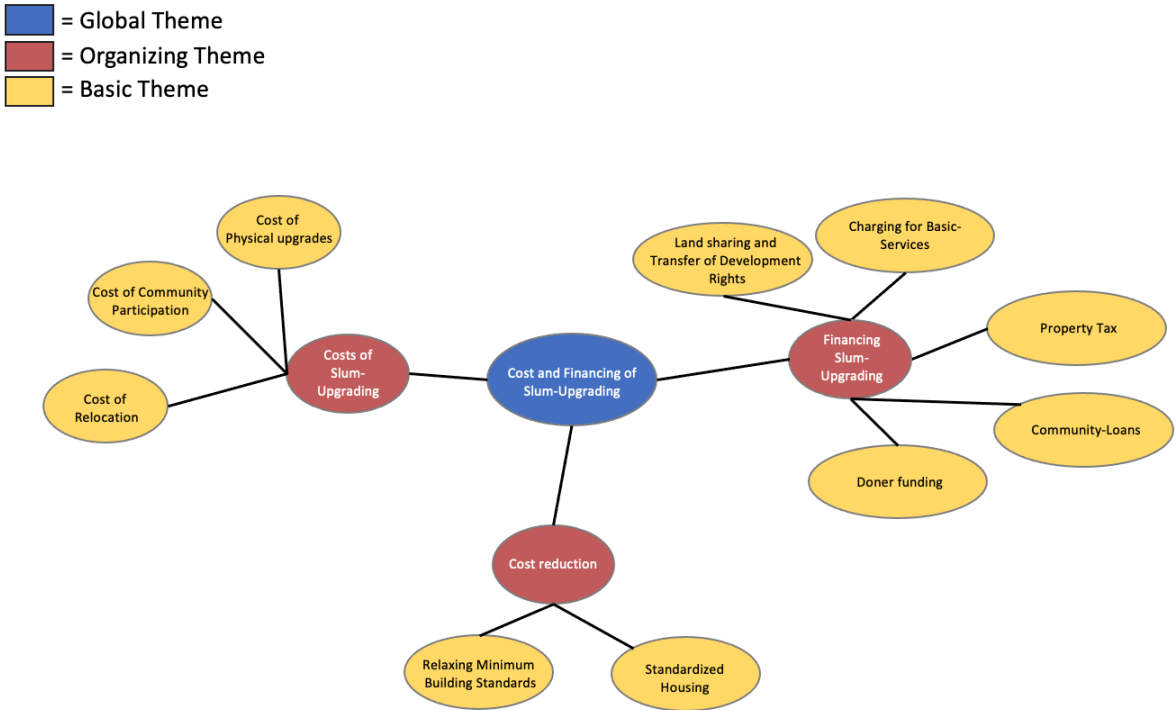 = Global Theme
= Organizing Theme
= Basic Theme
Cost of
Physical upgrades
Cost of Community
Participation
Cost of
Relocation
Costs of
Slum-
Upgrading
Cost and Financing of
Slum-Upgrading
Land sharing and
Transfer of Development
Rights
Charging for Basic-
Services
Financing
Slum-
Upgrading
Property Tax
Community-Loans
Doner funding
Cost reduction
Relaxing Minimum
Building Standards
Standardized
Housing